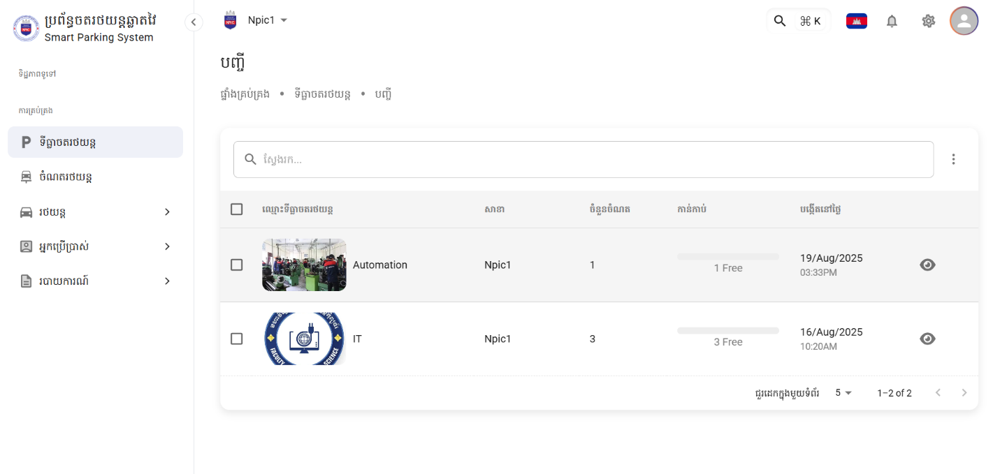 ប្រព័ន្ធចតរថយន្តឆ្លាតវៃ
Smart Parking System
ទិដ្ឋភាពទូទៅ
ការគ្រប់គ្រង
ទីធ្លាចតរថយន្ត
ចំណតរថយន្ត
រថយន្ត
អ្នកប្រើប្រាស់
របាយការណ៍
Npic1
⌘ K
បញ្ជី
ផ្ទាំងគ្រប់គ្រង • ទីធ្លាចតរថយន្ត • បញ្ជី
ស្វែងរក...
ឈ្មោះទីធ្លាចតរថយន្ត សាខា ចំនួនចំណត កាន់កាប់ បង្កើតនៅថ្ងៃ
Automation Npic1 1 1 Free 19/Aug/2025
03:33PM
FACULTY SCIENCE
IT Npic1 3 3 Free 16/Aug/2025
10:20AM
ជួរដេកក្នុងមួយទំព័រ 5 1–2 of 2